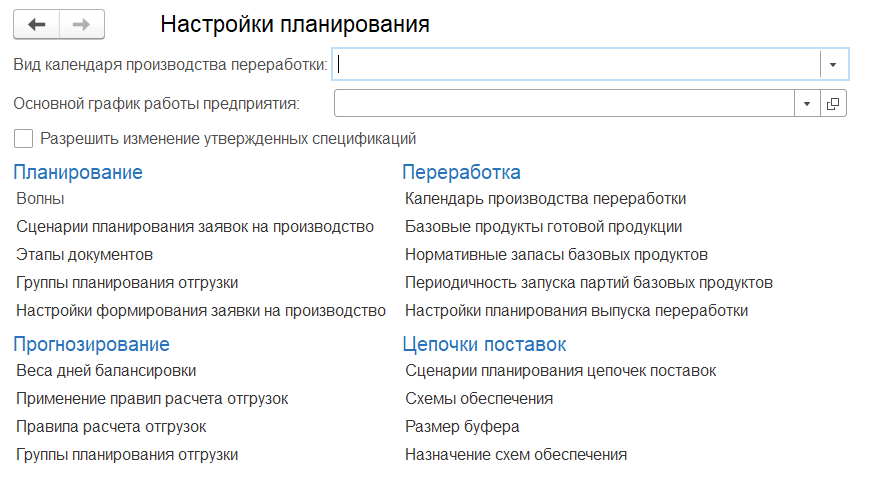 Настройки планирования
Вид календаря производства переработки:
Основной график работы предприятия:
Разрешить изменение утвержденных спецификаций
Планирование
Волны
Сценарии планирования заявок на производство
Этапы документов
Группы планирования отгрузки
Настройки формирования заявки на производство
Переработка
Календарь производства переработки
Базовые продукты готовой продукции
Нормативные запасы базовых продуктов
Периодичность запуска партий базовых продуктов
Настройки планирования выпуска переработки
Прогнозирование
Веса дней балансировки
Применение правил расчета отгрузок
Правила расчета отгрузок
Группы планирования отгрузки
Цепочки поставок
Сценарии планирования цепочек поставок
Схемы обеспечения
Размер буфера
Назначение схем обеспечения